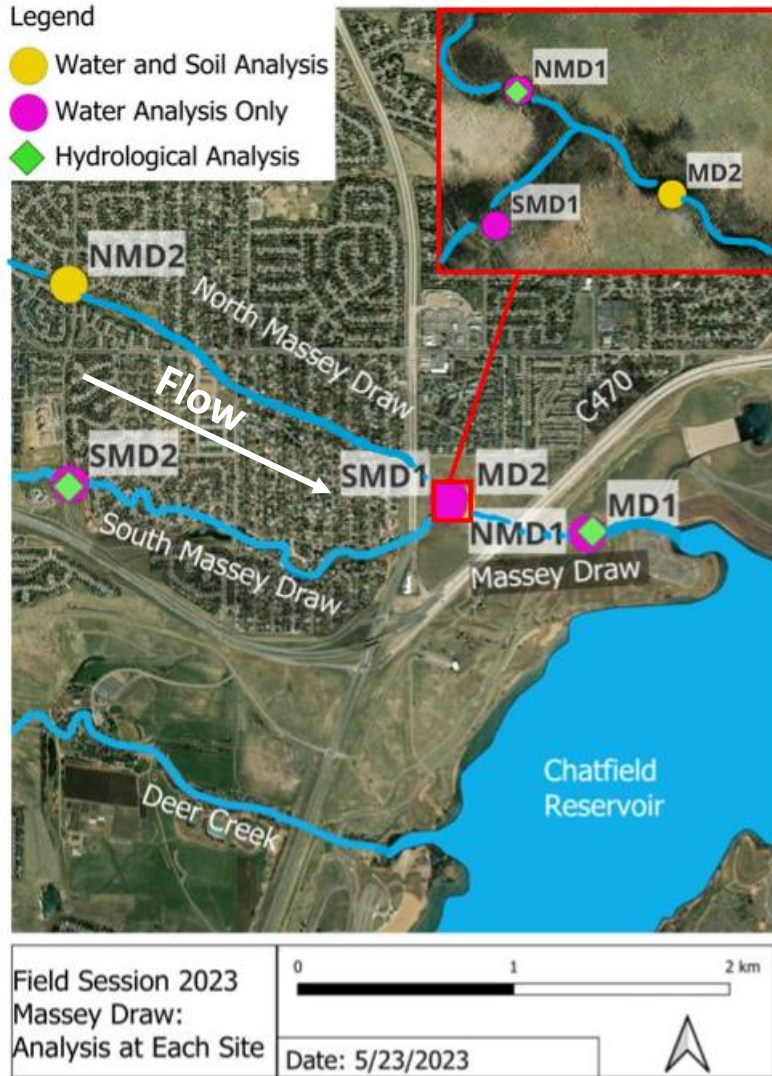 Legend
Water and Soil Analysis
Water Analysis Only
Hydrological Analysis
NMD1
MD2
SMD1
NMD2
North Massey Draw
Flow
C470
SMD2
SMD1
MD2
South Massey Draw
NMD1
MD1
Massey Draw
Chatfield
Reservoir
Deer Creek
Field Session 2023
Massey Draw:
Analysis at Each Site
0 1 2 km
Date: 5/23/2023